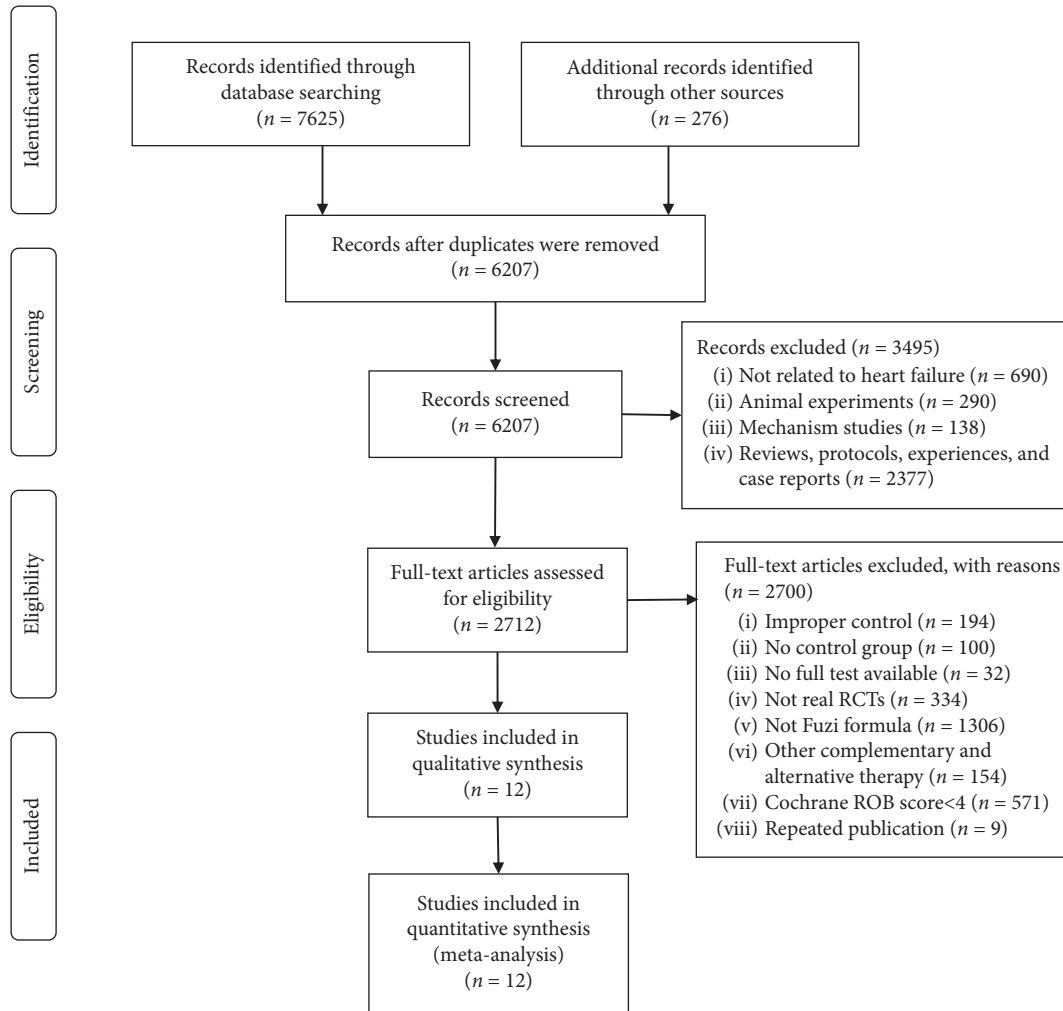 Identification
Records identified through
database searching
(n = 7625)
Additional records identified
through other sources
(n = 276)
Records after duplicates were removed
(n = 6207)
Screening
Records screened
(n = 6207)
Records excluded (n = 3495)
(i) Not related to heart failure (n = 690)
(ii) Animal experiments (n = 290)
(iii) Mechanism studies (n = 138)
(iv) Reviews, protocols, experiences, and
case reports (n = 2377)
Eligibility
Full-text articles assessed
for eligibility
(n = 2712)
Full-text articles excluded, with reasons
(n = 2700)
(i) Improper control (n = 194)
(ii) No control group (n = 100)
(iii) No full test available (n = 32)
(iv) Not real RCTs (n = 334)
(v) Not Fuzi formula (n = 1306)
(vi) Other complementary and
alternative therapy (n = 154)
(vii) Cochrane ROB score<4 (n = 571)
(viii) Repeated publication (n = 9)
Included
Studies included in
qualitative synthesis
(n = 12)
Studies included in
quantitative synthesis
(meta-analysis)
(n = 12)